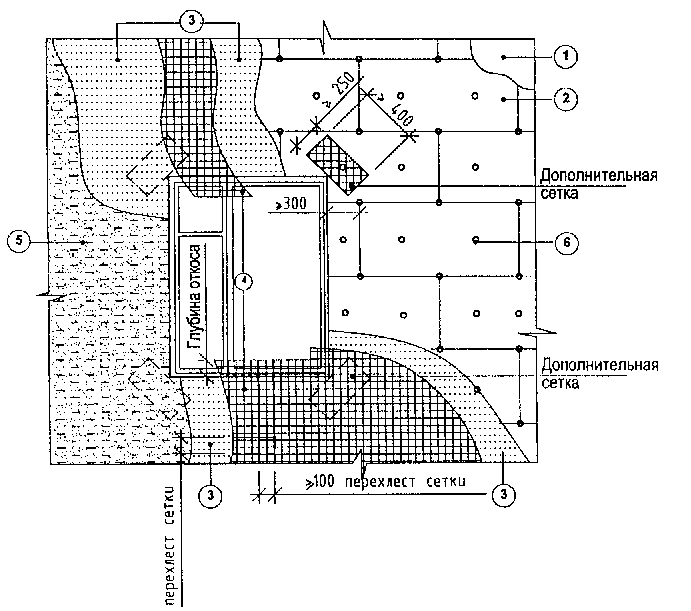 3
1
≥ 250
≥ 400
2
Дополнительная
сетка
≥300
5
6
4
Глубина откоса
Дополнительная
сетка
≥100 перехлест сетки
3
3
перехлест сетки